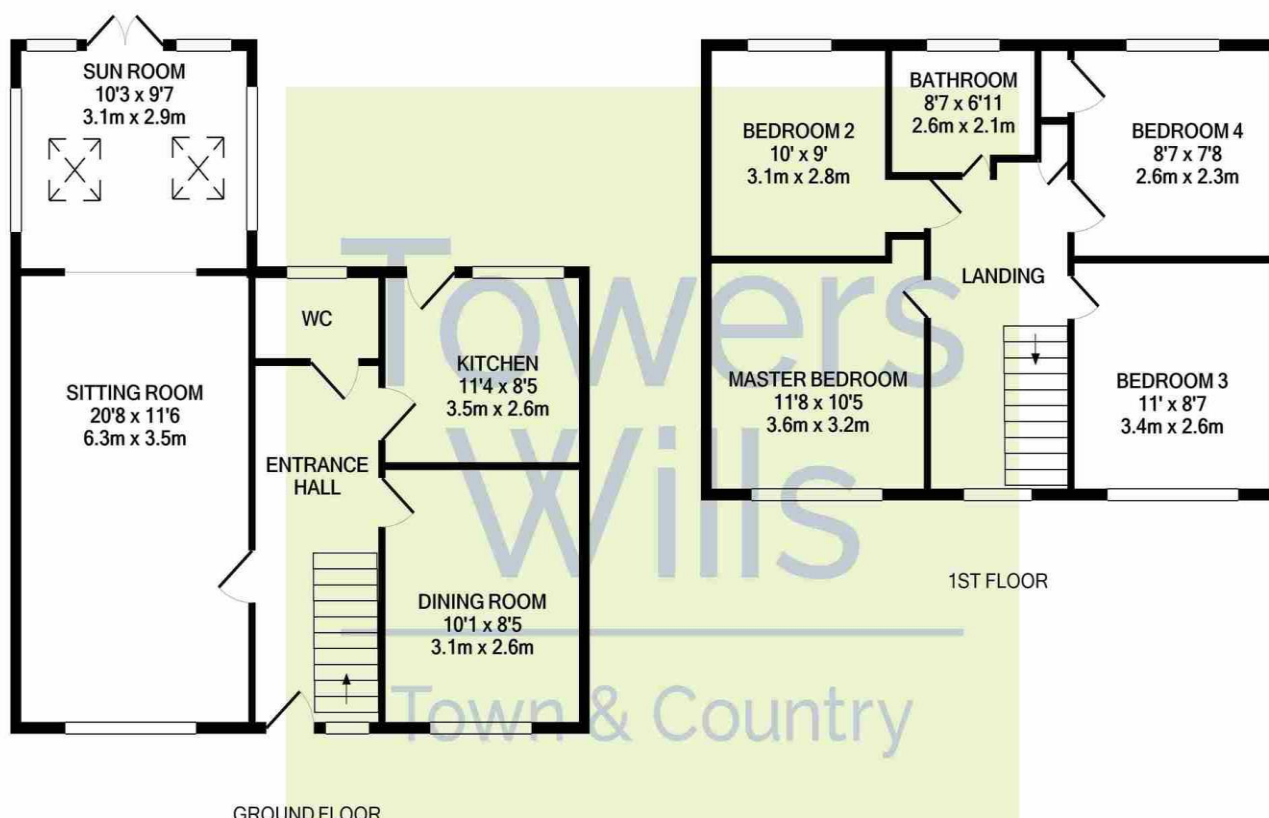 SUN ROOM
10'3 x 9'7
3.1m x 2.9m
SITTING ROOM
20'8 x 11'6
6.3m x 3.5m
WC
ENTRANCE
HALL
KITCHEN
11'4 x 8'5
3.5m x 2.6m
DINING ROOM
10'1 x 8'5
3.1m x 2.6m
GROUND FLOOR
BEDROOM 2
10' x 9'
3.1m x 2.8m
BATHROOM
8'7 x 6'11
2.6m x 2.1m
BEDROOM 4
8'7 x 7'8
2.6m x 2.3m
LANDING
MASTER BEDROOM
11'8 x 10'5
3.6m x 3.2m
BEDROOM 3
11' x 8'7
3.4m x 2.6m
1ST FLOOR
Towers
Wills
Town & Country